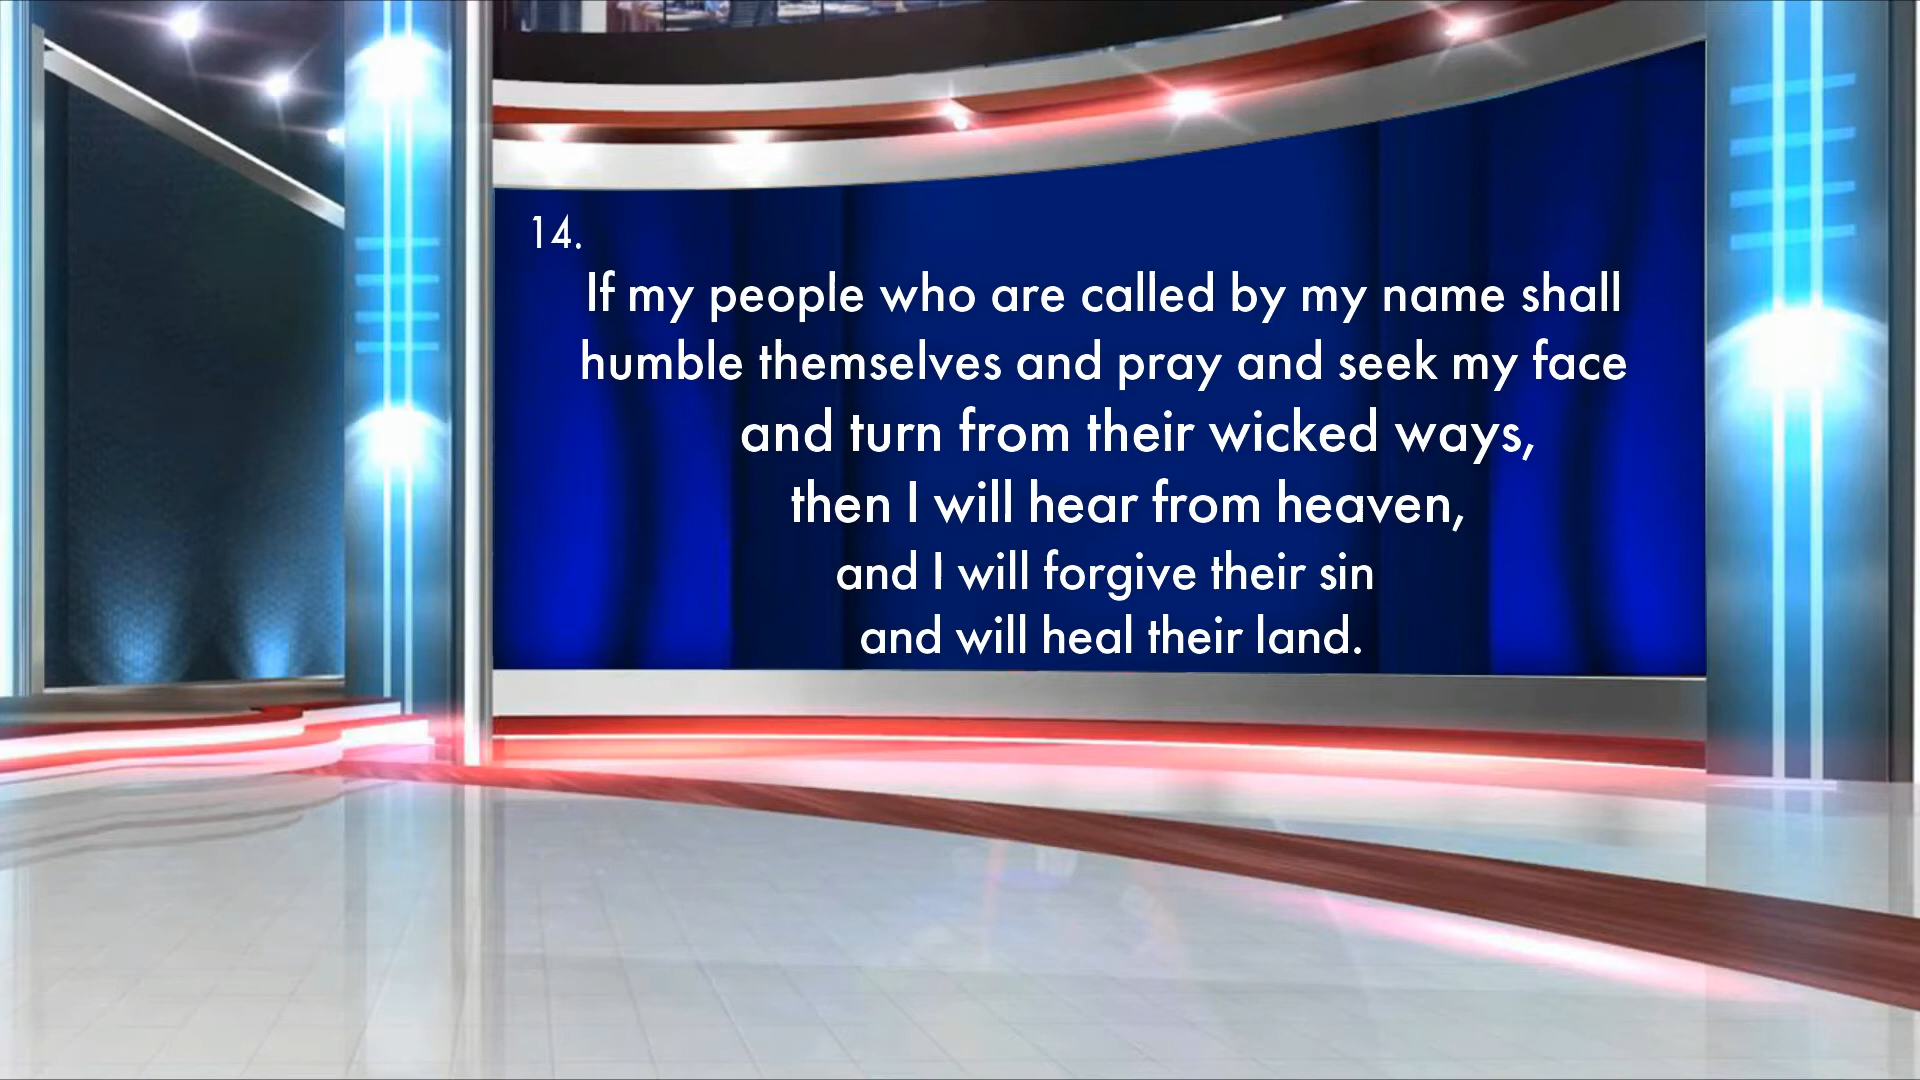 14.
If my people who are called by my name shall
humble themselves and pray and seek my face
and turn from their wicked ways,
then I will hear from heaven,
and I will forgive their sin
and will heal their land.